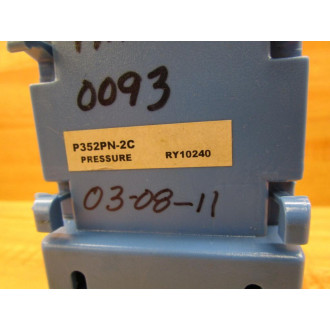 0093
P352PN-2C
PRESSURE RY10240
03-08-11